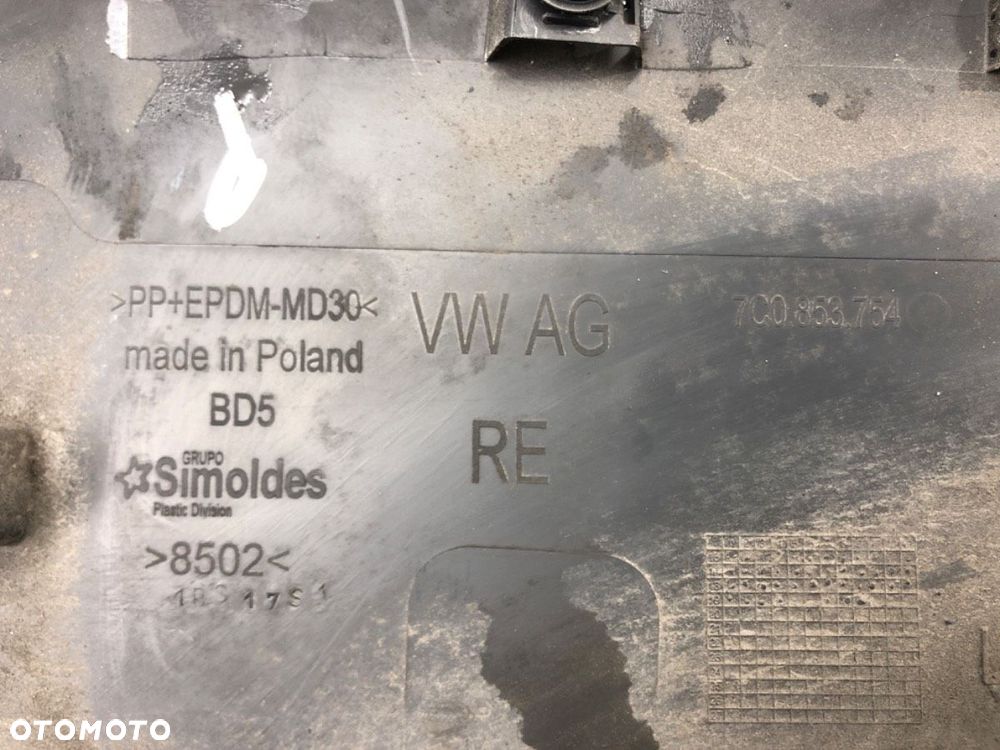 >PP+EPDM-MD30<
made in Poland
BD5
GRUPO
Simoldes
Plastic Division
>8502<
VW AG
RE
7C0.853.754
OTOMOTO